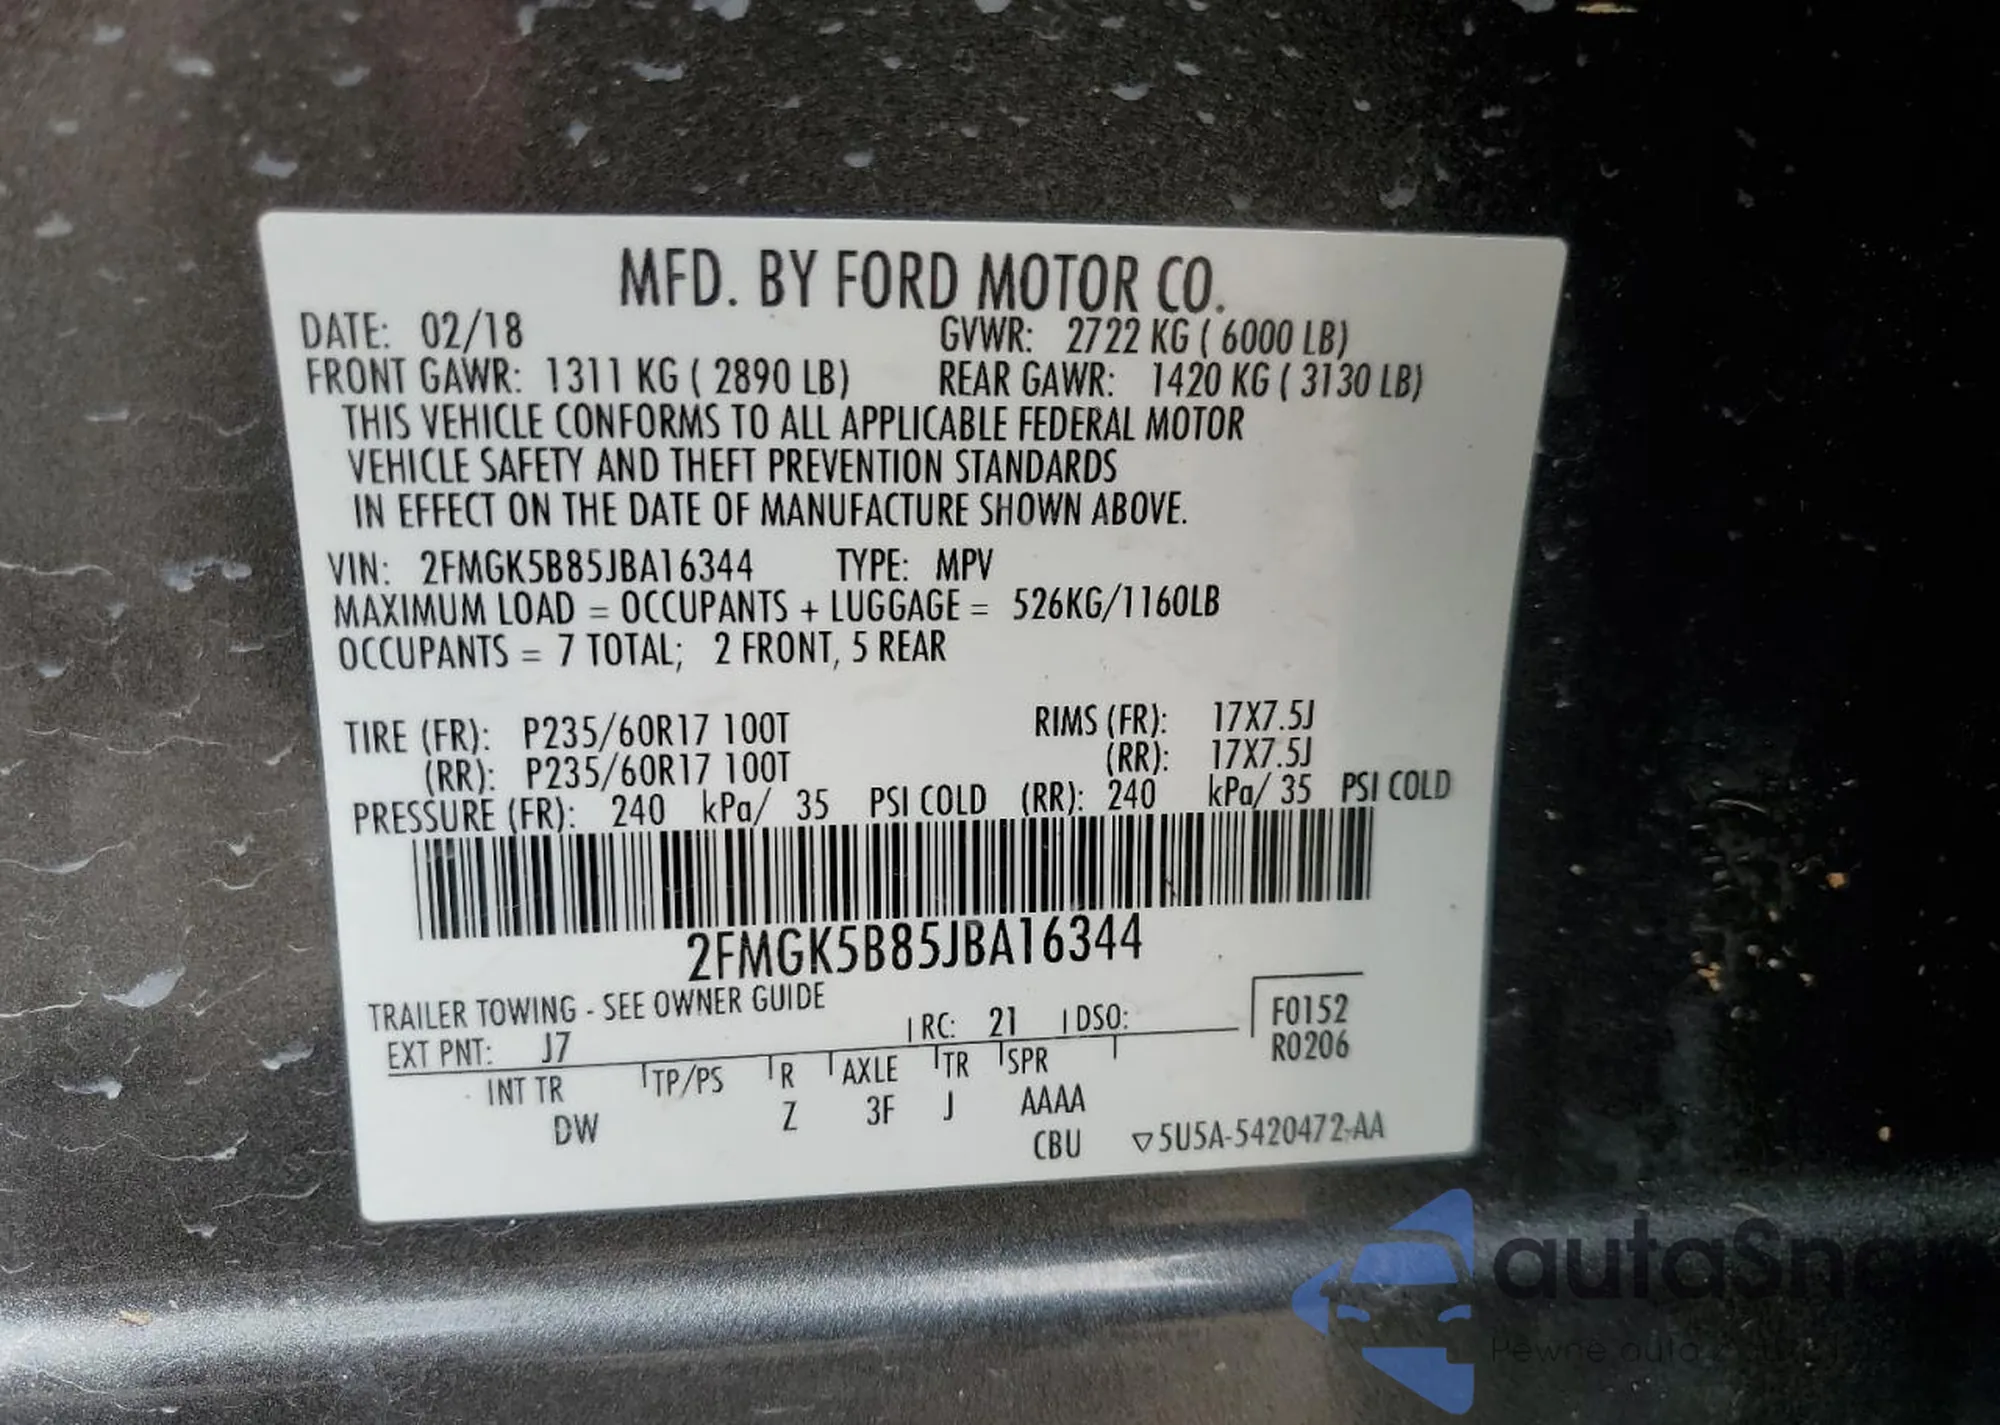 MFD. BY FORD MOTOR CO.
DATE: 02/18 GVWR: 2722 KG ( 6000 LB)
FRONT GAWR: 1311 KG ( 2890 LB) REAR GAWR: 1420 KG ( 3130 LB)
THIS VEHICLE CONFORMS TO ALL APPLICABLE FEDERAL MOTOR
VEHICLE SAFETY AND THEFT PREVENTION STANDARDS
IN EFFECT ON THE DATE OF MANUFACTURE SHOWN ABOVE.
VIN: 2FMGK5B85JBA16344 TYPE: MPV
MAXIMUM LOAD = OCCUPANTS + LUGGAGE = 526KG/1160LB
OCCUPANTS = 7 TOTAL; 2 FRONT, 5 REAR
TIRE (FR): P235/60R17 100T RIMS (FR): 17X7.5J
(RR): P235/60R17 100T (RR): 17X7.5J
PRESSURE (FR): 240 kPa/ 35 PSI COLD (RR): 240 kPa/ 35 PSI COLD
2FMGK5B85JBA16344
TRAILER TOWING - SEE OWNER GUIDE
EXT PNT: J7 RC: 21 DSO: F0152
R0206
INT TR TP/PS R AXLE TR SPR
DW Z 3F J AAAA
CBU ▽5U5A-5420472-AA
autaSn
Pewne auta